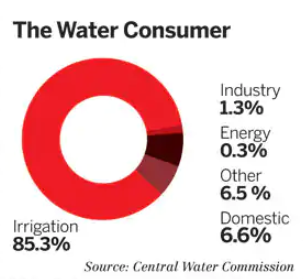 The Water Consumer
Industry
1.3%
Energy
0.3%
Other
6.5 %
Domestic
6.6%
Irrigation
85.3%
Source: Central Water Commission